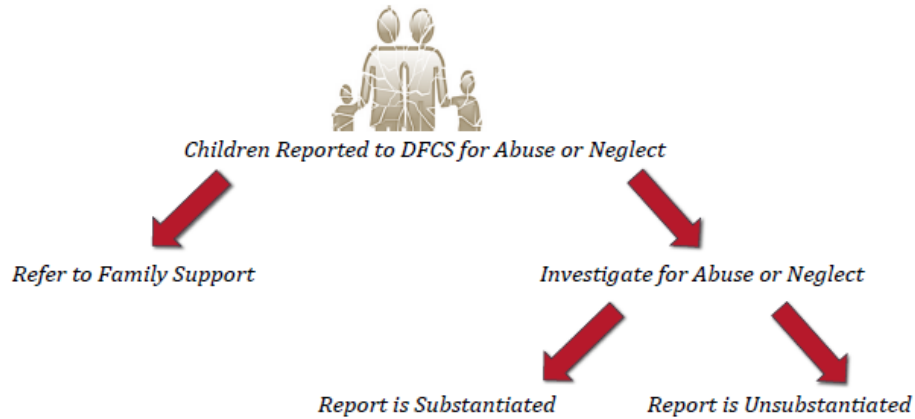 Children Reported to DFCS for Abuse or Neglect
Refer to Family Support
Investigate for Abuse or Neglect
Report is Substantiated
Report is Unsubstantiated